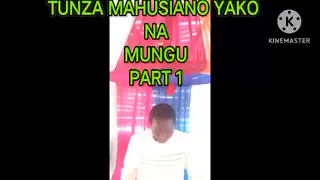 TUNZA MAHUSIANO YAKO
NA
MUNGU
PART 1
KINEMASTER